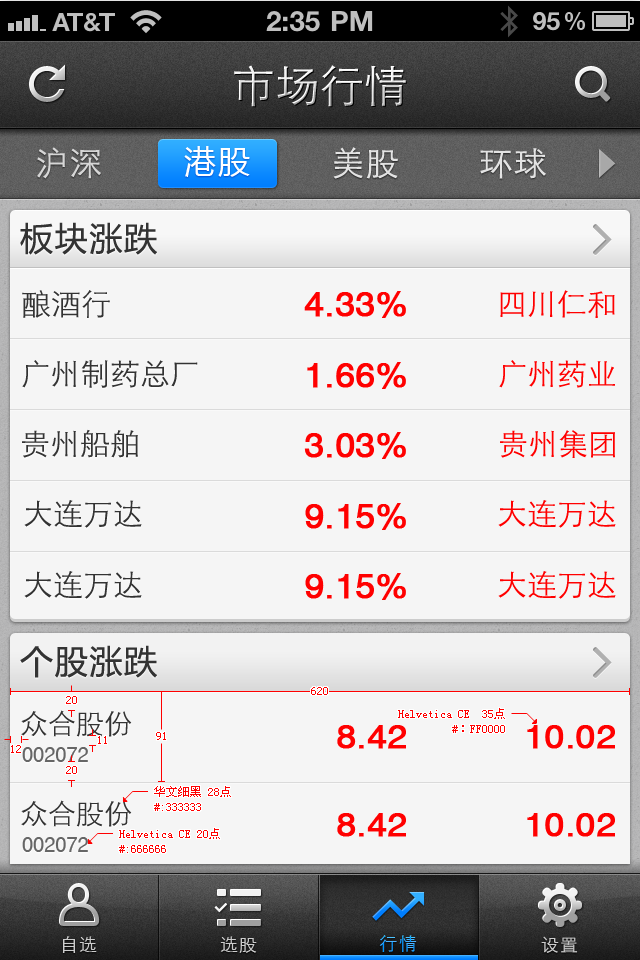 AT&T 2:35 PM 95%
市场行情
沪深 港股 美股 环球
板块涨跌
酿酒行 4.33% 四川仁和
广州制药总厂 1.66% 广州药业
贵州船舶 3.03% 贵州集团
大连万达 9.15% 大连万达
大连万达 9.15% 大连万达
个股涨跌
620
20
Helvetica CE 35点
#：FF0000
众合股份 8.42 10.02
91
12 11
002072
20
华文细黑 28点
#:333333
众合股份 8.42 10.02
Helvetica CE 20点
002072
#:666666
自选 选股 行情 设置